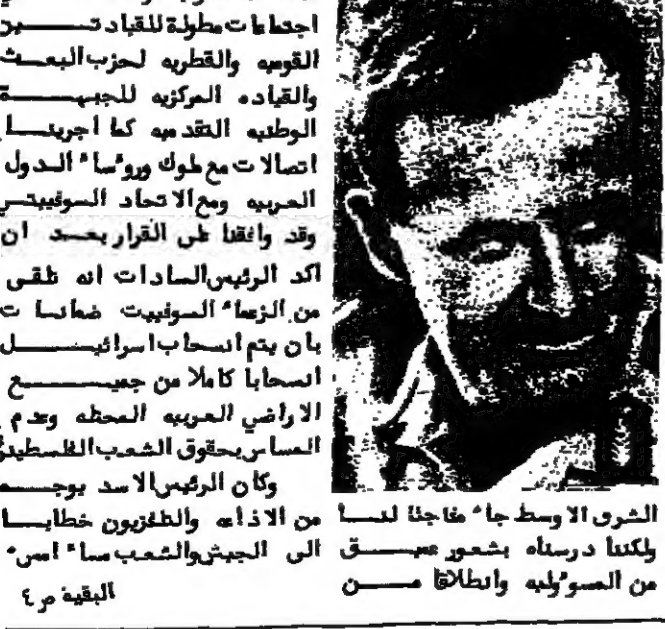 الشرق الاوسط جاء مفاجئا لنا
ولكننا درسناه بشعور عميق
من المسوءوليه وانطلاقا من
اجتماعات مطولة للقيادتين
القوميه والقطريه لحزب البعث
والقياده المركزيه للجبهة
الوطنيه التقدميه كما اجرينا
اتصالات مع ملوك وروءساء الدول
العربيه ومع الاتحاد السوفييتي
وقد وافقنا على القرار بعد ان
اكد الرئيس السادات انه تلقى
من الزعماء السوفييت ضمانات
بأن يتم انسحاب اسرائيل
انسحابا كاملا من جميع
الاراضي العربيه المحتله وعدم
المساس بحقوق الشعب الفلسطيني
وكان الرئيس الاسد يوجه
من الاذاعه والتلفزيون خطابا
الى الجيش والشعب مساء امس
البقية ص ٤